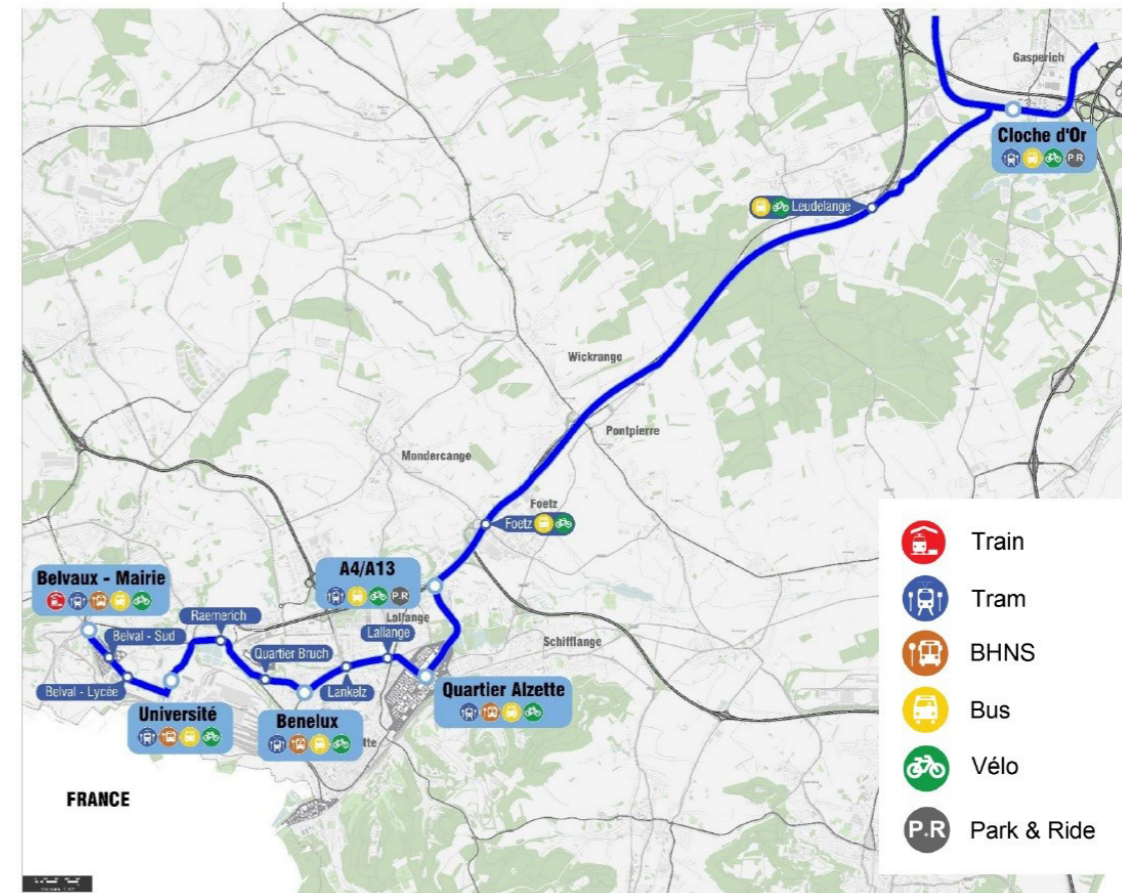 Gasperich
Cloche d'Or
P.R
Leudelange
Wickrange
Pontpierre
Mondercange
Foetz
Foetz
A4/A13
P.R
Belvaux - Mairie
Raemerich
Lallange
Lallange
Belval - Sud
Quartier Bruch
Schifflange
Belval - Lycée
Lankelz
Quartier Alzette
Université
Benelux
FRANCE
Train
Tram
BHNS
Bus
Vélo
P.R Park & Ride